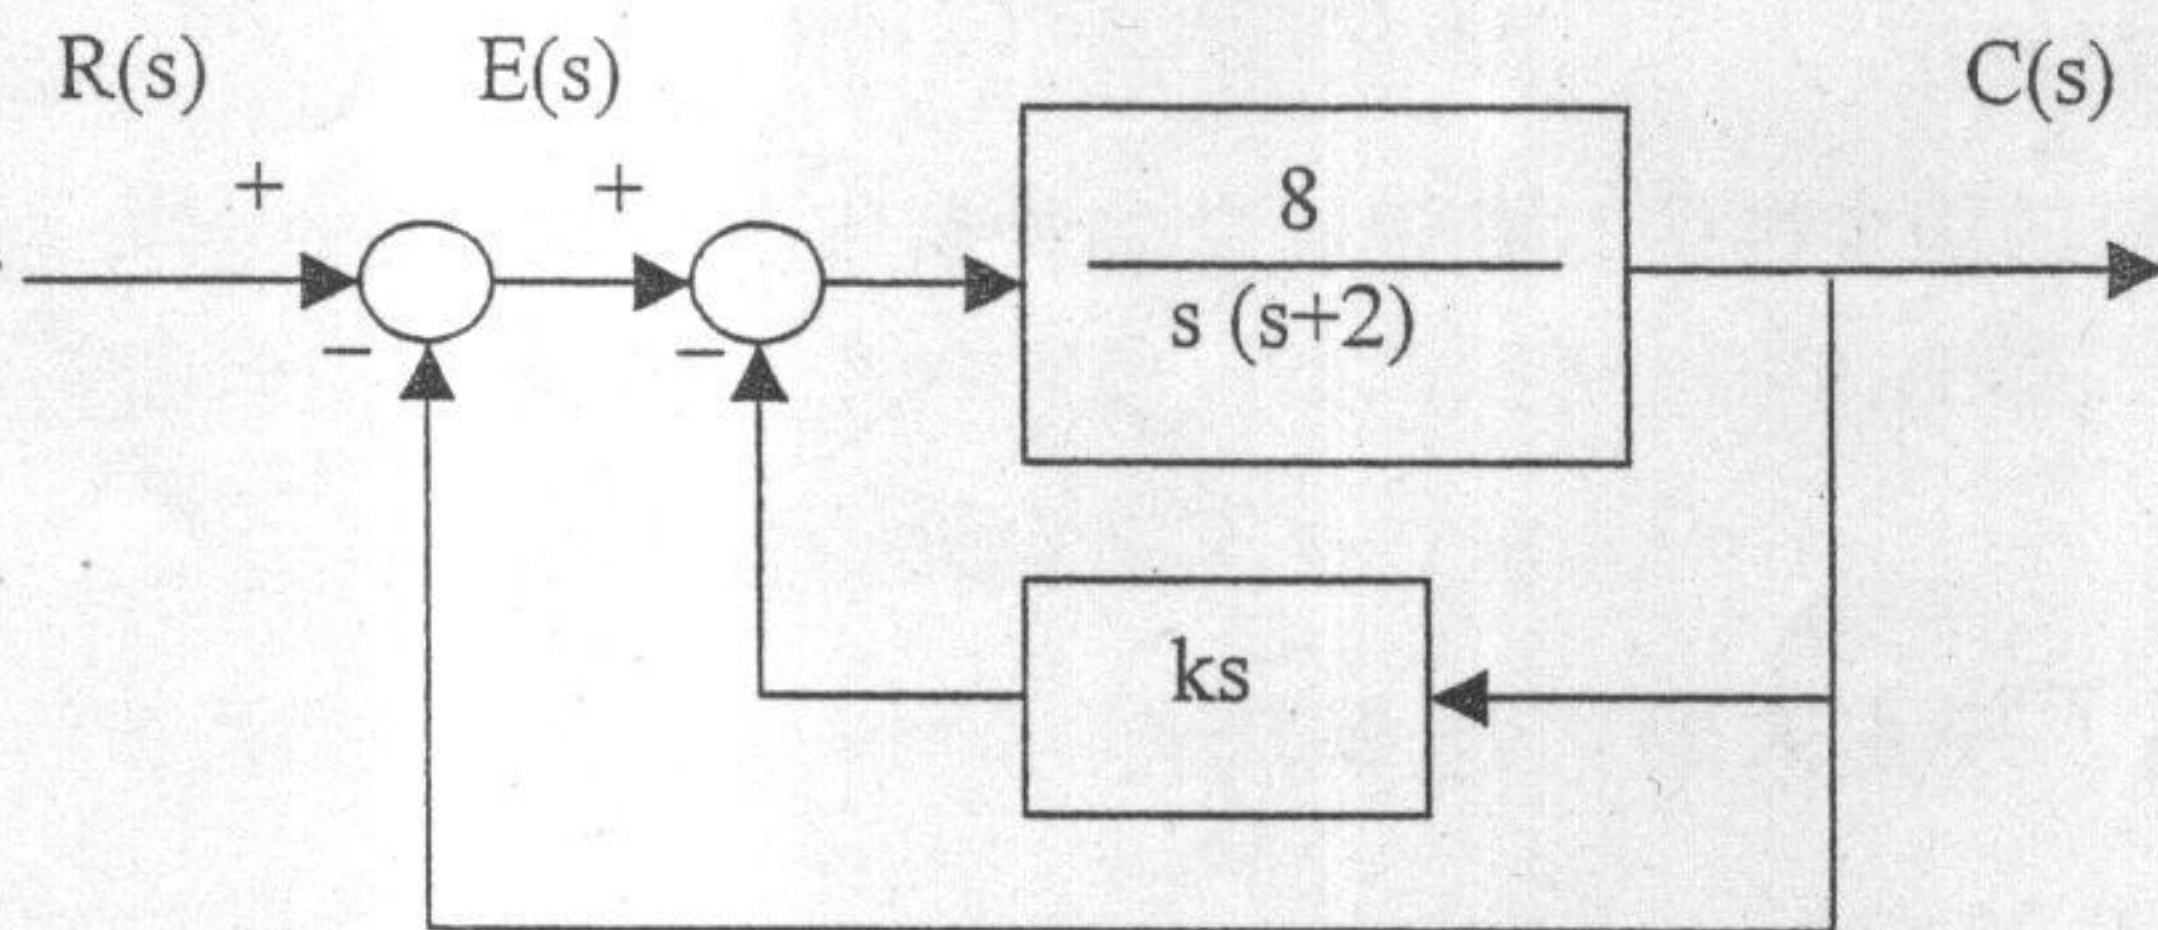 R(s) E(s) C(s)
+ +
8
s (s+2)
− −
ks